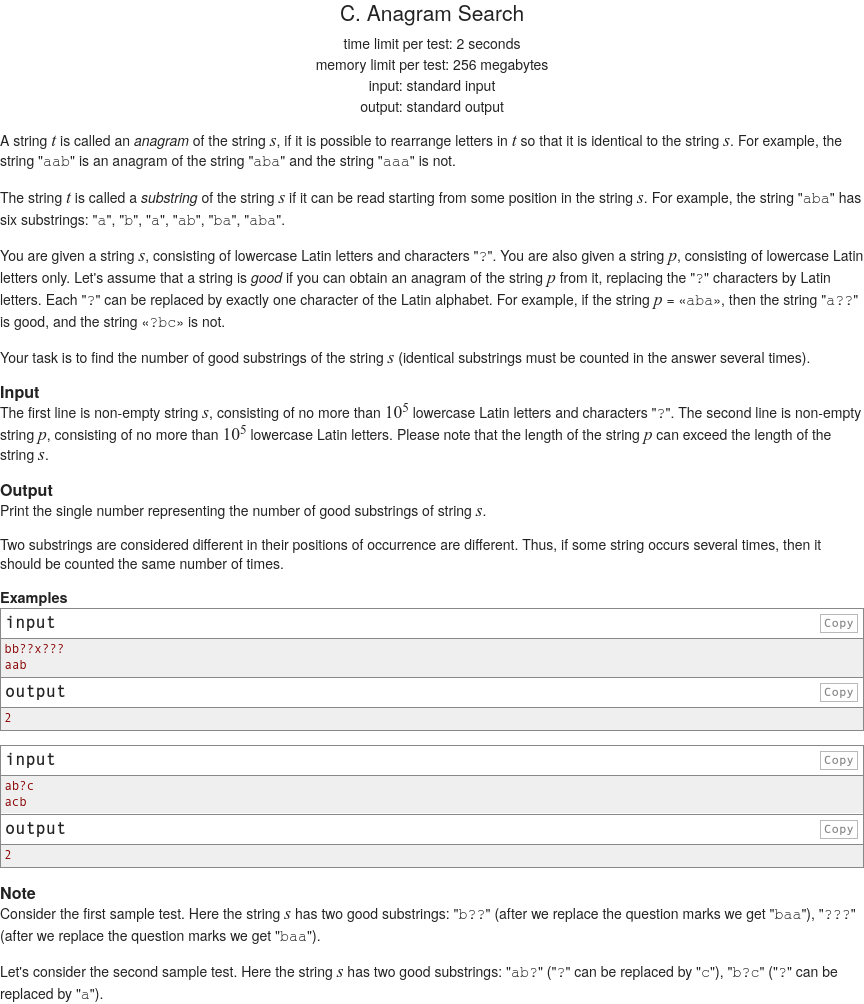 C. Anagram Search
time limit per test: 2 seconds
memory limit per test: 256 megabytes
input: standard input
output: standard output
A string t is called an anagram of the string s, if it is possible to rearrange letters in t so that it is identical to the string s. For example, the
string "aab" is an anagram of the string "aba" and the string "aaa" is not.
The string t is called a substring of the string s if it can be read starting from some position in the string s. For example, the string "aba" has
six substrings: "a", "b", "a", "ab", "ba", "aba".
You are given a string s, consisting of lowercase Latin letters and characters "?". You are also given a string p, consisting of lowercase Latin
letters only. Let's assume that a string is good if you can obtain an anagram of the string p from it, replacing the "?" characters by Latin
letters. Each "?" can be replaced by exactly one character of the Latin alphabet. For example, if the string p = «aba», then the string "a??"
is good, and the string «?bc» is not.
Your task is to find the number of good substrings of the string s (identical substrings must be counted in the answer several times).
Input
The first line is non-empty string s, consisting of no more than 10^5 lowercase Latin letters and characters "?". The second line is non-empty
string p, consisting of no more than 10^5 lowercase Latin letters. Please note that the length of the string p can exceed the length of the
string s.
Output
Print the single number representing the number of good substrings of string s.
Two substrings are considered different in their positions of occurrence are different. Thus, if some string occurs several times, then it
should be counted the same number of times.
Examples
input Copy
bb??x???
aab
output Copy
2
input Copy
ab?c
acb
output Copy
2
Note
Consider the first sample test. Here the string s has two good substrings: "b??" (after we replace the question marks we get "baa"), "???"
(after we replace the question marks we get "baa").
Let's consider the second sample test. Here the string s has two good substrings: "ab?" ("?" can be replaced by "c"), "b?c" ("?" can be
replaced by "a").